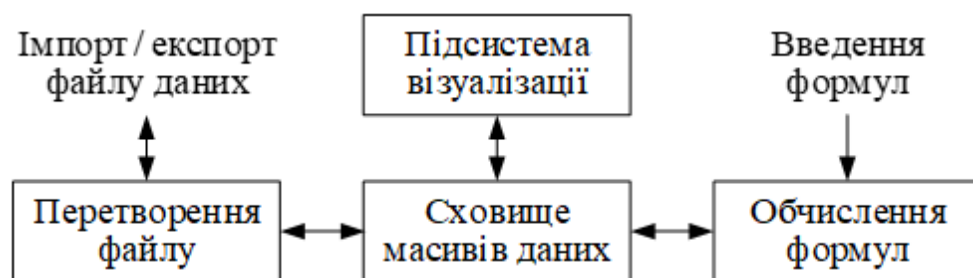 Імпорт / експорт
файлу даних
Підсистема
візуалізації
Введення
формул
Перетворення
файлу
Сховище
масивів даних
Обчислення
формул